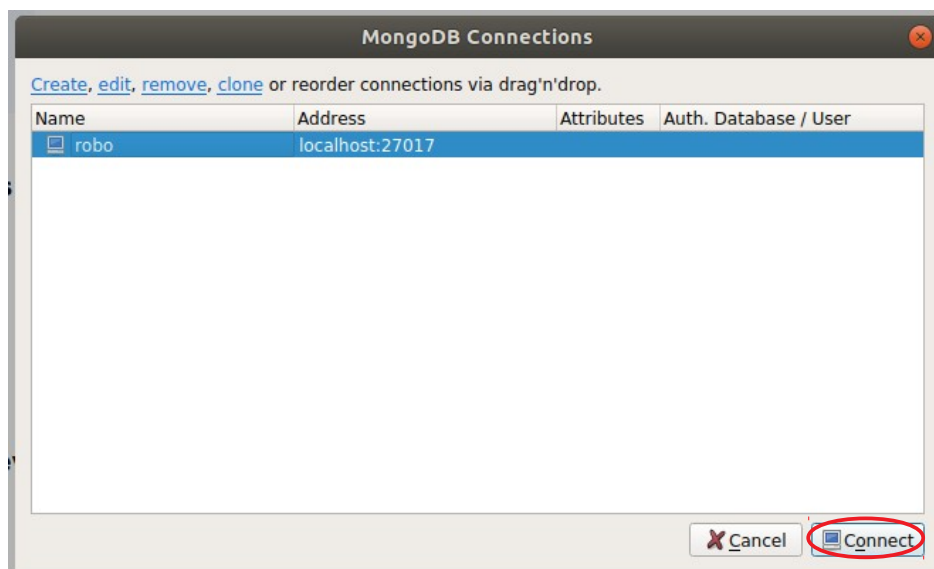 MongoDB Connections
Create, edit, remove, clone or reorder connections via drag'n'drop.
Name Address Attributes Auth. Database / User
robo localhost:27017
Cancel Connect